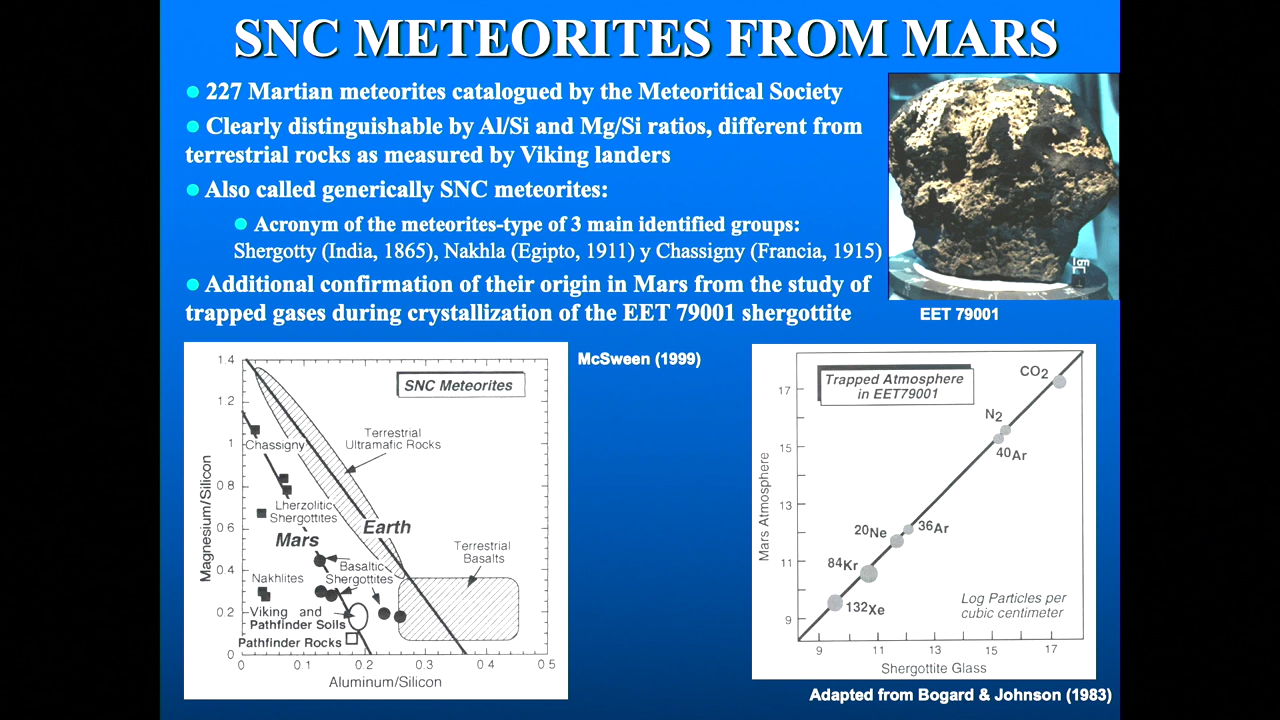 SNC METEORITES FROM MARS
227 Martian meteorites catalogued by the Meteoritical Society
Clearly distinguishable by Al/Si and Mg/Si ratios, different from
terrestrial rocks as measured by Viking landers
Also called generically SNC meteorites:
Acronym of the meteorites-type of 3 main identified groups:
Shergotty (India, 1865), Nakhla (Egipto, 1911) y Chassigny (Francia, 1915)
Additional confirmation of their origin in Mars from the study of
trapped gases during crystallization of the EET 79001 shergottite
1cm
EET 79001
McSween (1999)
SNC Meteorites
1.4
1.2
1
0.8
0.6
0.4
0.2
0
Magnesium/Silicon
Terrestrial
Ultramafic Rocks
Chassigny
Lherzolitic
Shergottites
Mars
Earth
Terrestrial
Basalts
Basaltic
Shergottites
Nakhlites
Viking and
Pathfinder Soils
Pathfinder Rocks
0 0.1 0.2 0.3 0.4 0.5
Aluminum/Silicon
Trapped Atmosphere
in EET79001
17
15
13
11
9
Mars Atmosphere
CO2
N2
40Ar
36Ar
20Ne
84Kr
132Xe
Log Particles per
cubic centimeter
9 11 13 15 17
Shergottite Glass
Adapted from Bogard & Johnson (1983)